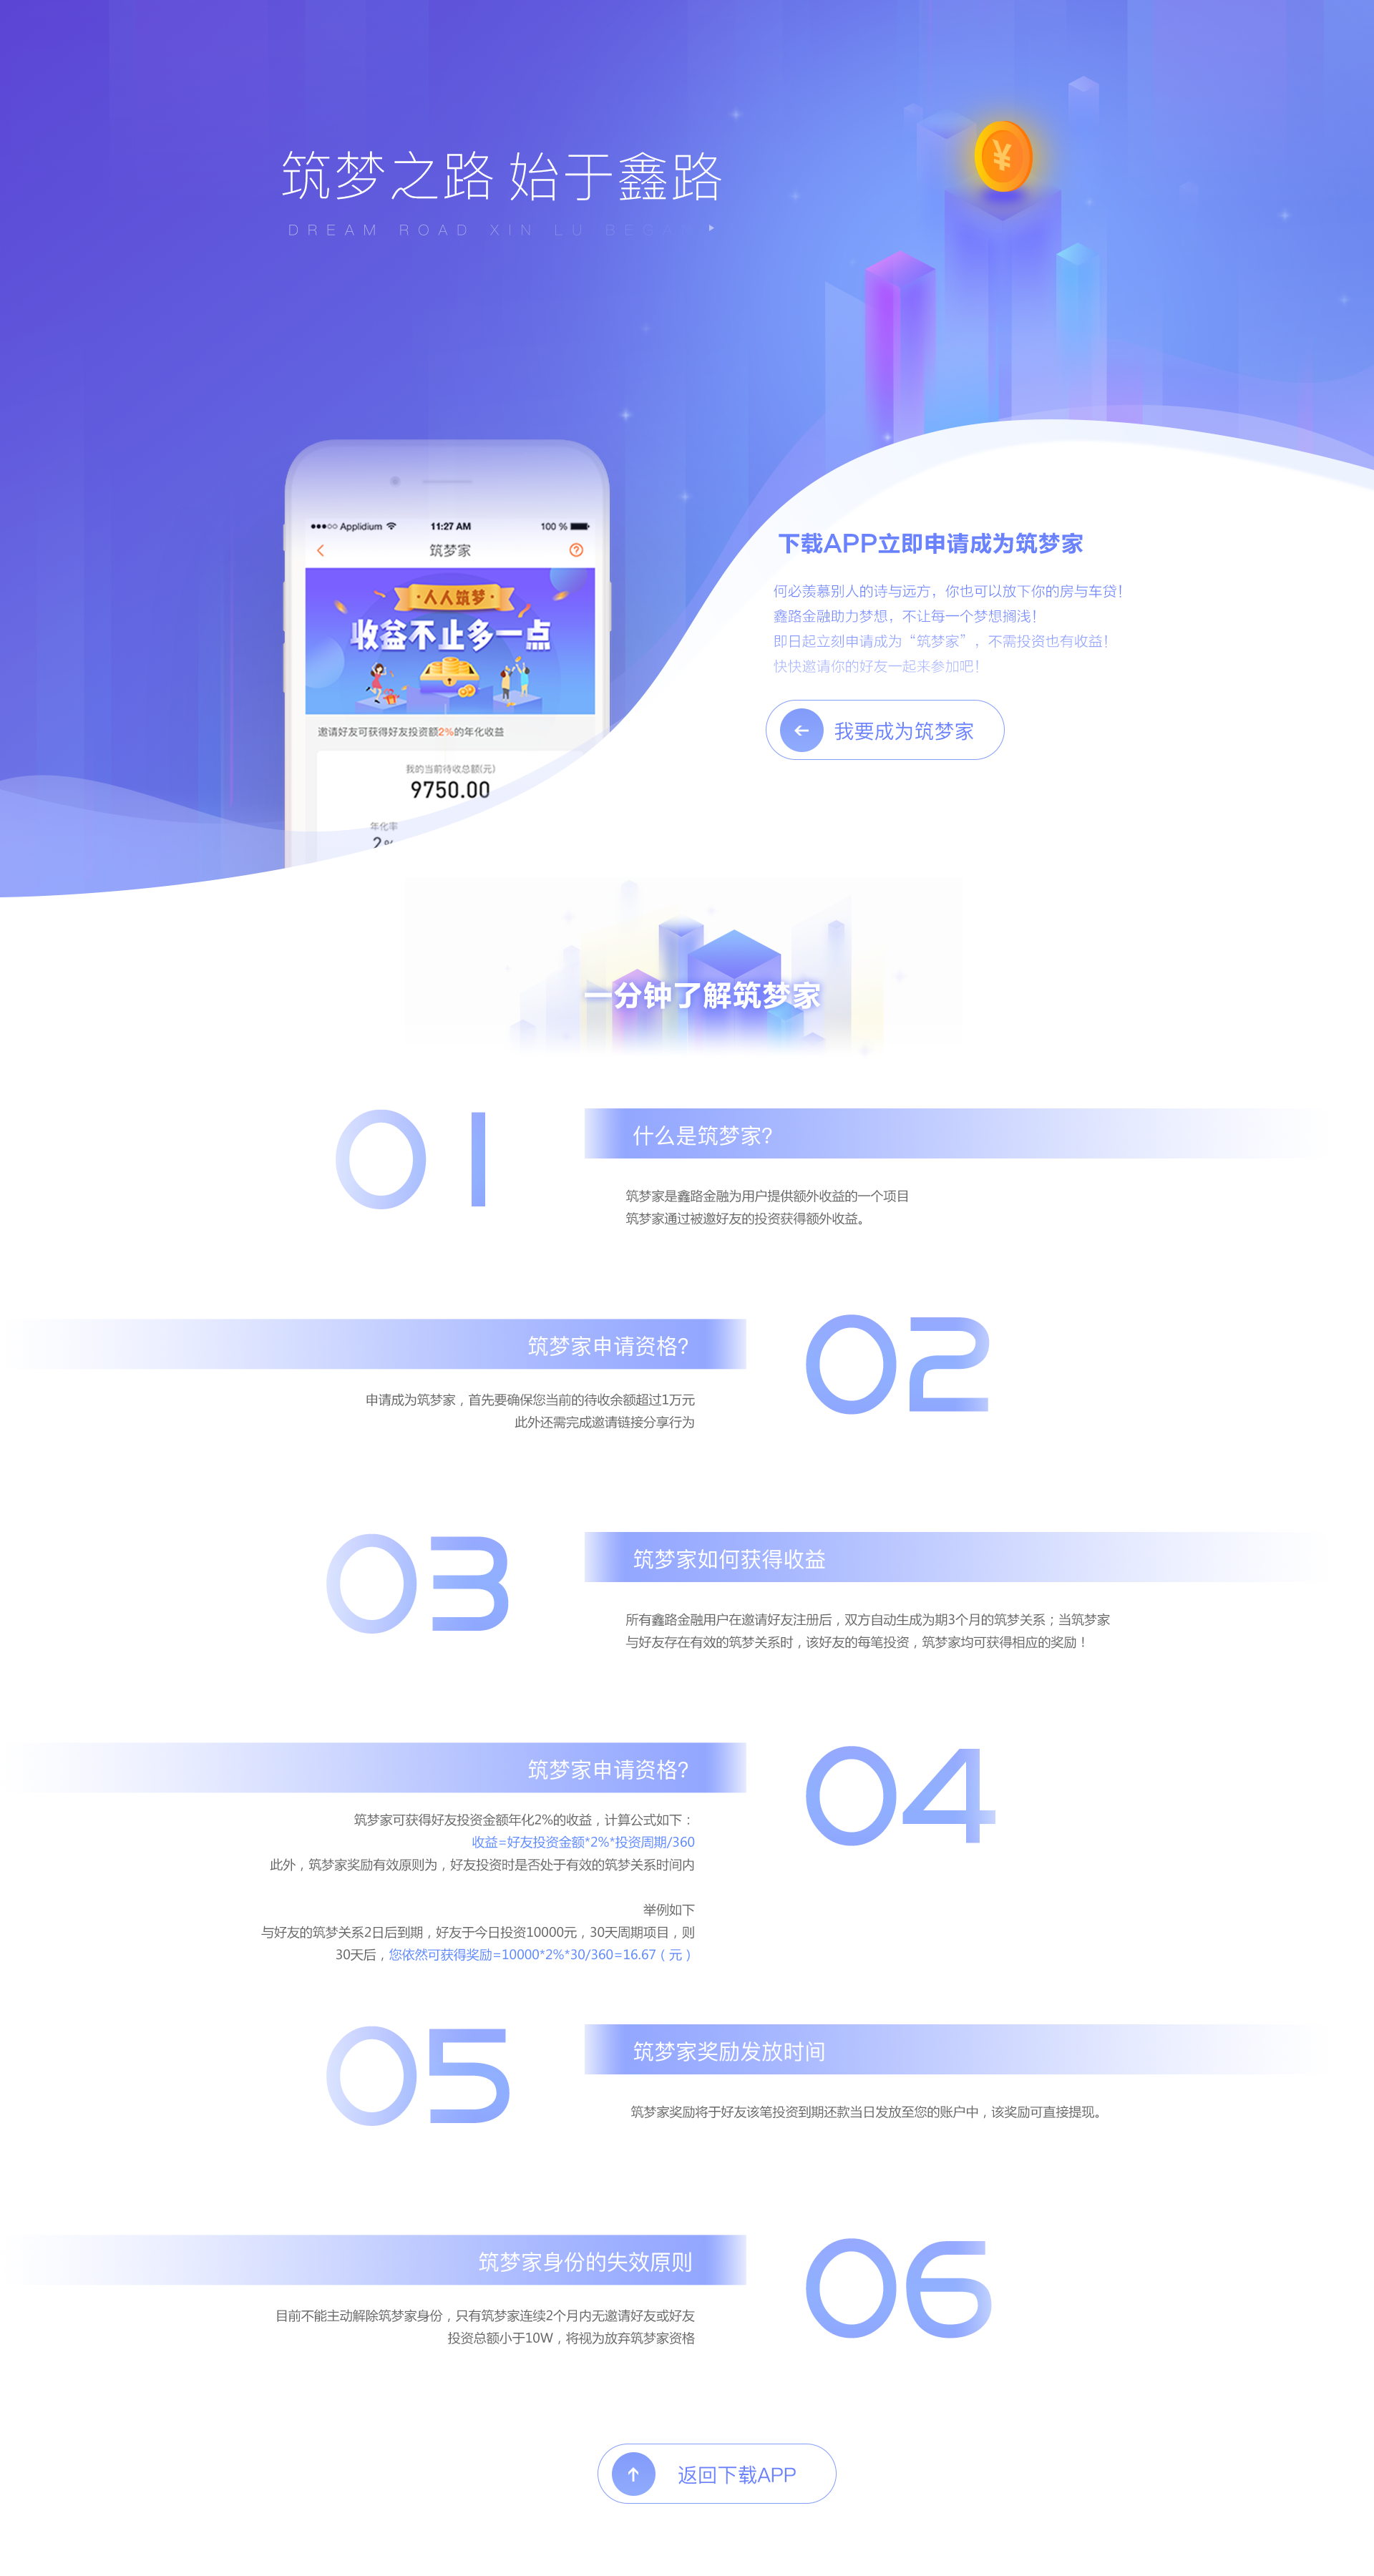 筑梦之路 始于鑫路
DREAM ROAD XIN LU BEGA
●●●○○ Applidium 11:27 AM 100 %
筑梦家
人人筑梦
收益不止多一点
邀请好友可获得好友投资额2%的年化收益
我的当前待收总额(元)
9750.00
年化率
2%
下载APP立即申请成为筑梦家
何必羡慕别人的诗与远方，你也可以放下你的房与车贷！
鑫路金融助力梦想，不让每一个梦想搁浅！
即日起立刻申请成为“筑梦家”，不需投资也有收益！
快快邀请你的好友一起来参加吧！
我要成为筑梦家
一分钟了解筑梦家
01
什么是筑梦家?
筑梦家是鑫路金融为用户提供额外收益的一个项目
筑梦家通过被邀好友的投资获得额外收益。
筑梦家申请资格?
02
申请成为筑梦家，首先要确保您当前的待收余额超过1万元
此外还需完成邀请链接分享行为
03
筑梦家如何获得收益
所有鑫路金融用户在邀请好友注册后，双方自动生成为期3个月的筑梦关系；当筑梦家
与好友存在有效的筑梦关系时，该好友的每笔投资，筑梦家均可获得相应的奖励！
筑梦家申请资格?
04
筑梦家可获得好友投资金额年化2%的收益，计算公式如下：
收益=好友投资金额*2%*投资周期/360
此外，筑梦家奖励有效原则为，好友投资时是否处于有效的筑梦关系时间内
举例如下
与好友的筑梦关系2日后到期，好友于今日投资10000元，30天周期项目，则
30天后，您依然可获得奖励=10000*2%*30/360=16.67（元）
05
筑梦家奖励发放时间
筑梦家奖励将于好友该笔投资到期还款当日发放至您的账户中，该奖励可直接提现。
筑梦家身份的失效原则
06
目前不能主动解除筑梦家身份，只有筑梦家连续2个月内无邀请好友或好友
投资总额小于10W，将视为放弃筑梦家资格
返回下载APP